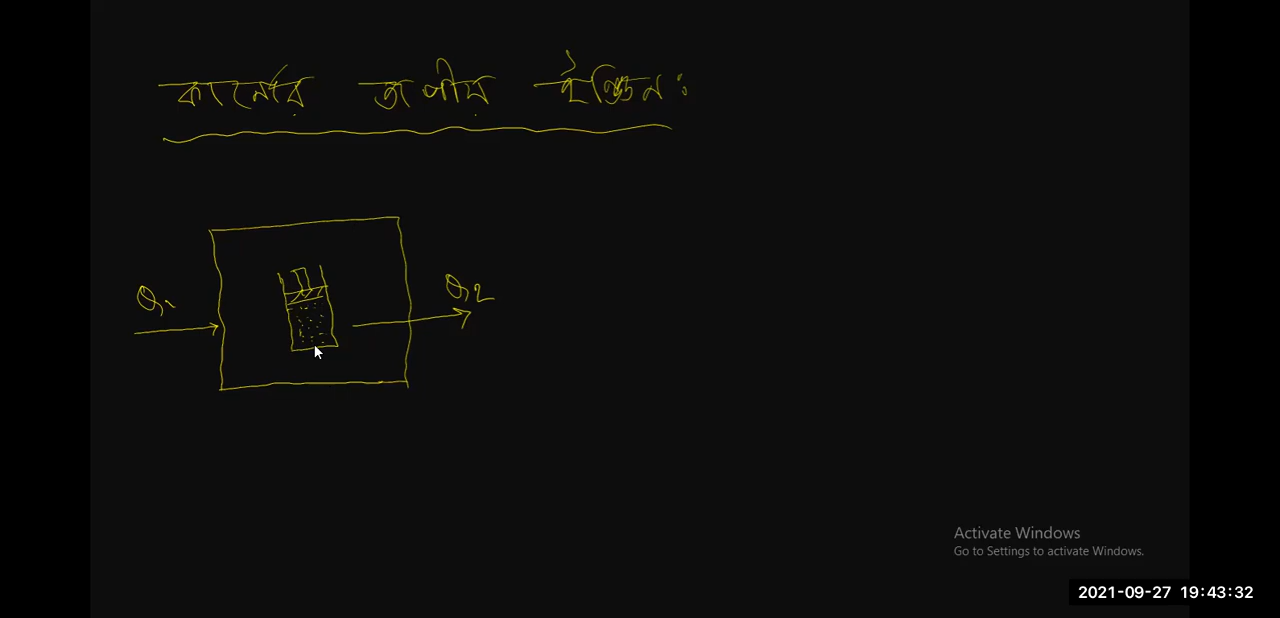 কার্নোর তাপীয় ইঞ্জিন:
Q1
Q2
Activate Windows
Go to Settings to activate Windows.
2021-09-27 19:43:32